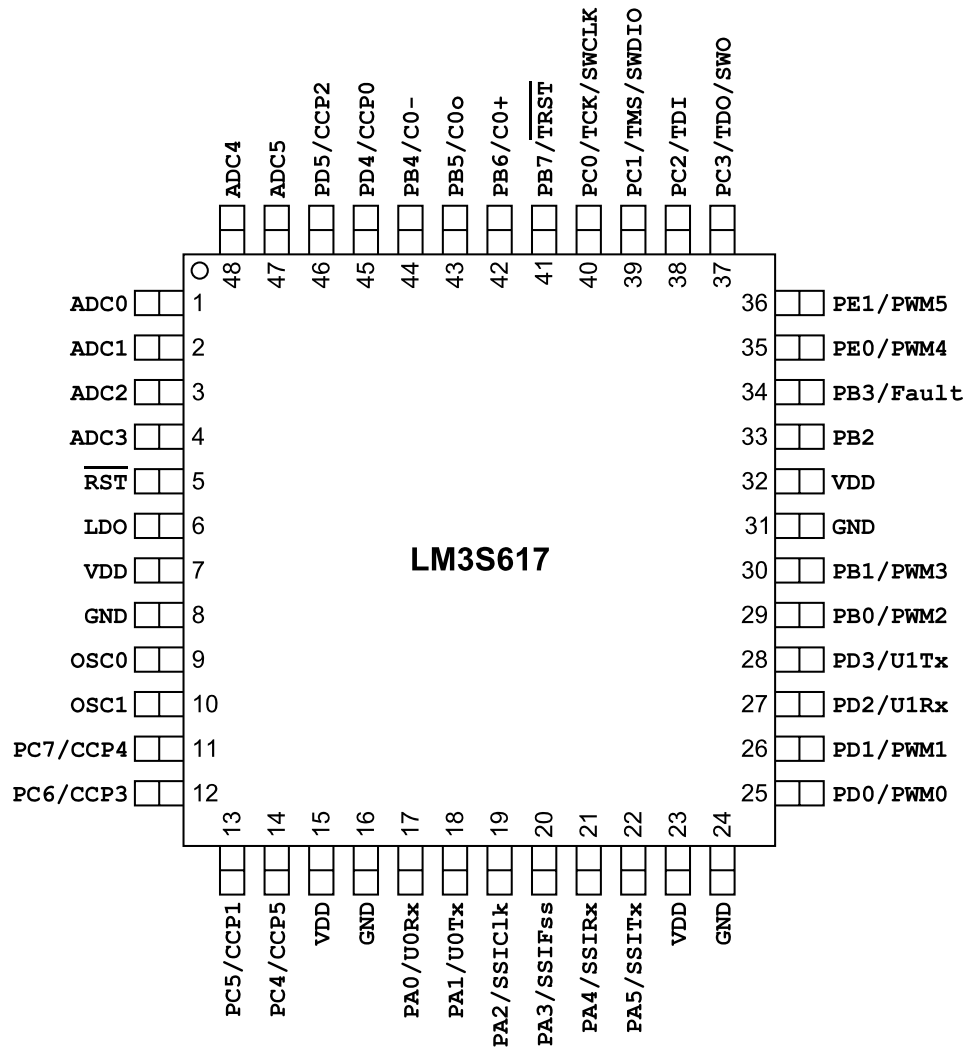 ADC4
ADC5
PD5/CCP2
PD4/CCP0
PB4/C0-
PB5/C0o
PB6/C0+
PB7/TRST
PC0/TCK/SWCLK
PC1/TMS/SWDIO
PC2/TDI
PC3/TDO/SWO
48 47 46 45 44 43 42 41 40 39 38 37
ADC0 1
ADC1 2
ADC2 3
ADC3 4
RST 5
LDO 6
VDD 7
GND 8
OSC0 9
OSC1 10
PC7/CCP4 11
PC6/CCP3 12
LM3S617
36 PE1/PWM5
35 PE0/PWM4
34 PB3/Fault
33 PB2
32 VDD
31 GND
30 PB1/PWM3
29 PB0/PWM2
28 PD3/U1Tx
27 PD2/U1Rx
26 PD1/PWM1
25 PD0/PWM0
13 14 15 16 17 18 19 20 21 22 23 24
PC5/CCP1
PC4/CCP5
VDD
GND
PA0/U0Rx
PA1/U0Tx
PA2/SSIClk
PA3/SSIFss
PA4/SSIRx
PA5/SSITx
VDD
GND